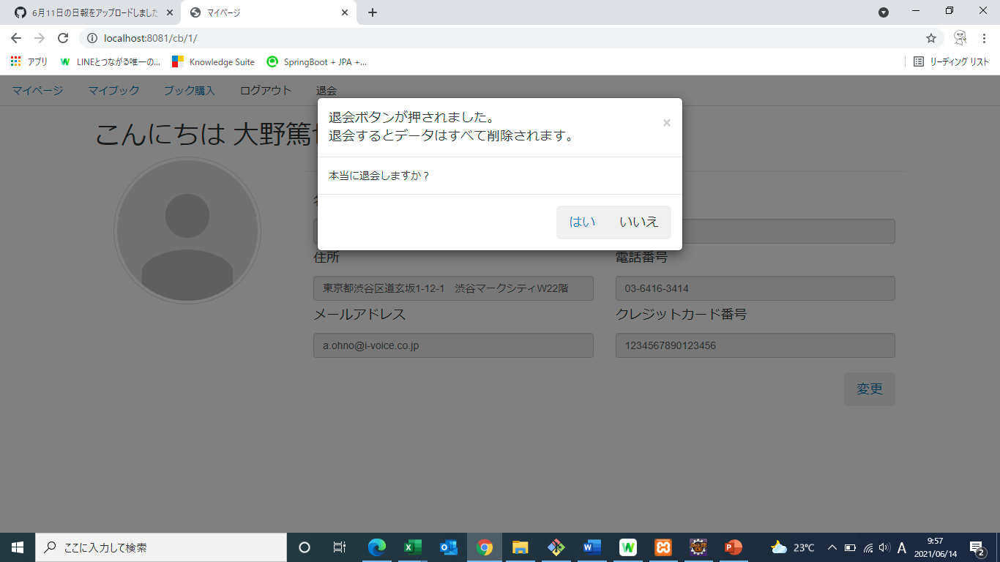 6月11日の日報をアップロードしました
マイページ
localhost:8081/cb/1/
アプリ
LINEとつながる唯一の...
Knowledge Suite
SpringBoot + JPA +...
リーディング リスト
マイページ
マイブック
ブック購入
ログアウト
退会
こんにちは 大野篤
退会ボタンが押されました。
退会するとデータはすべて削除されます。
×
本当に退会しますか？
はい
いいえ
住所
電話番号
東京都渋谷区道玄坂1-12-1　渋谷マークシティW22階
03-6416-3414
メールアドレス
クレジットカード番号
a.ohno@i-voice.co.jp
1234567890123456
変更
ここに入力して検索
23℃
A
9:57
2021/06/14
2